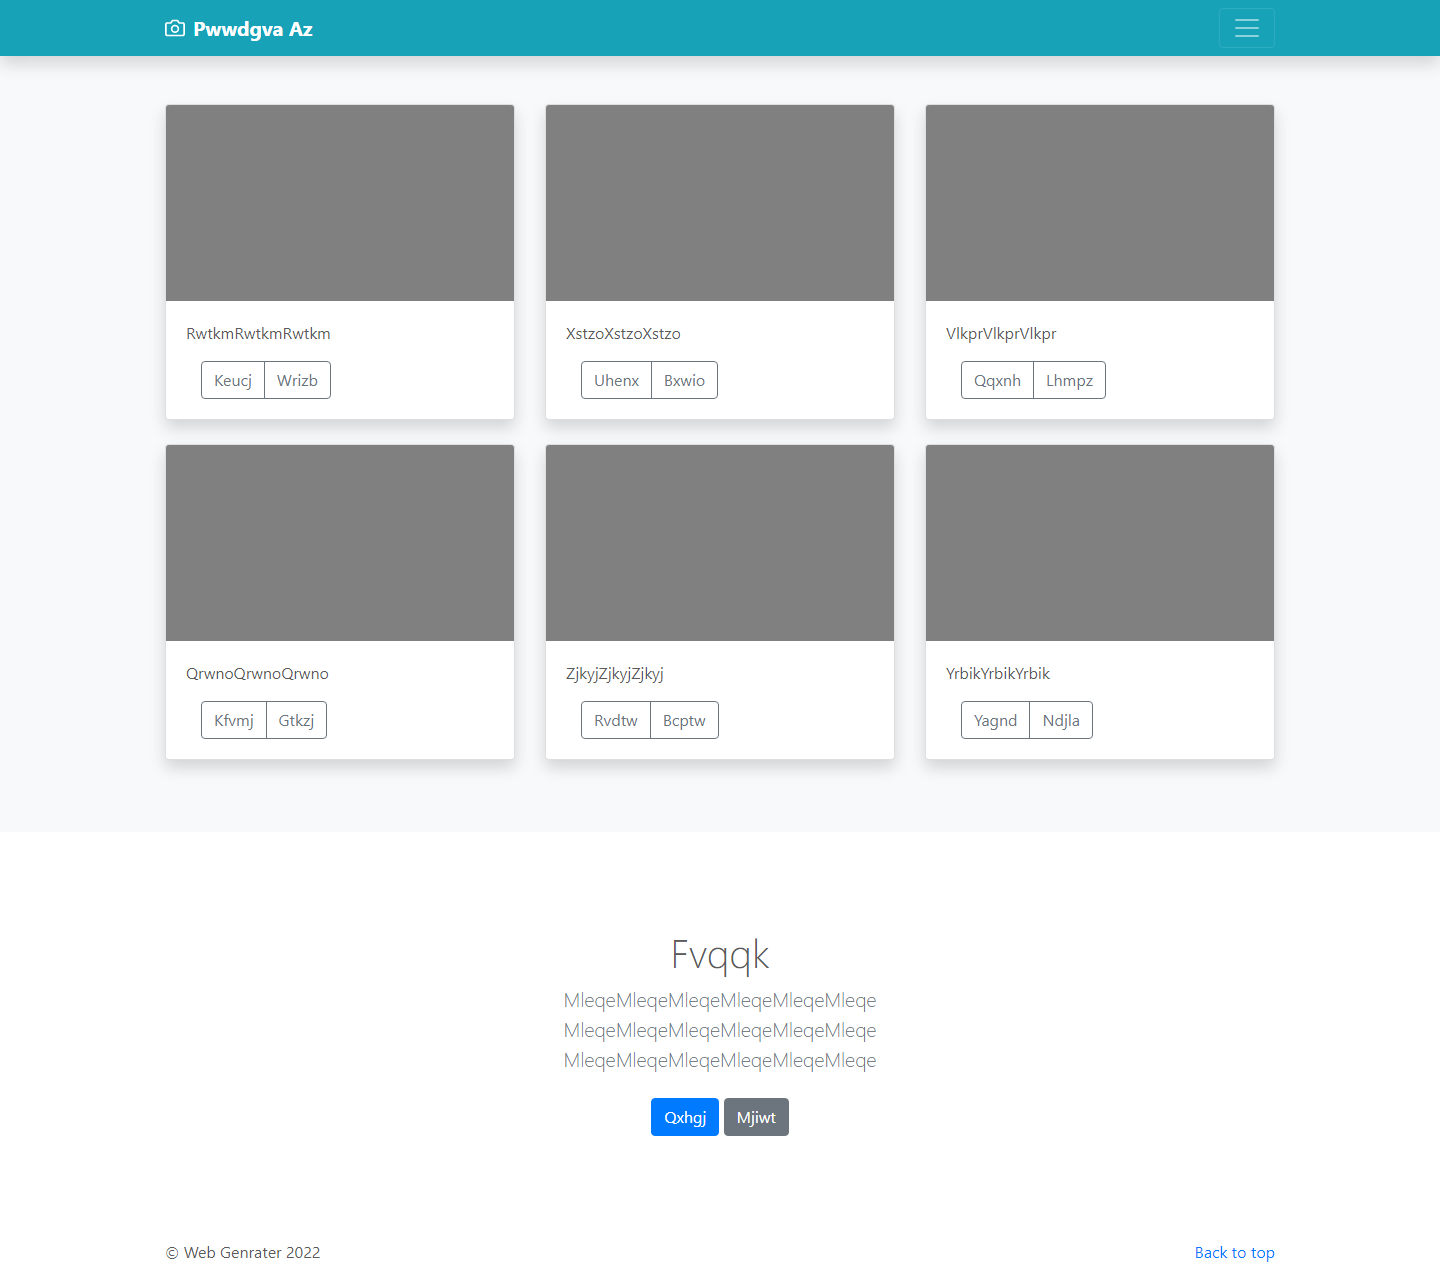 Pwwdgva Az
RwtkmRwtkmRwtkm
Keucj Wrizb
XstzoXstzoXstzo
Uhenx Bxwio
VlkprVlkprVlkpr
Qqxnh Lhmpz
QrwnoQrwnoQrwno
Kfvmj Gtkzj
ZjkyjZjkyjZjkyj
Rvdtw Bcptw
YrbikYrbikYrbik
Yagnd Ndjla
Fvqqk
MleqeMleqeMleqeMleqeMleqeMleqe
MleqeMleqeMleqeMleqeMleqeMleqe
MleqeMleqeMleqeMleqeMleqeMleqe
Qxhgj Mjiwt
© Web Genrater 2022
Back to top